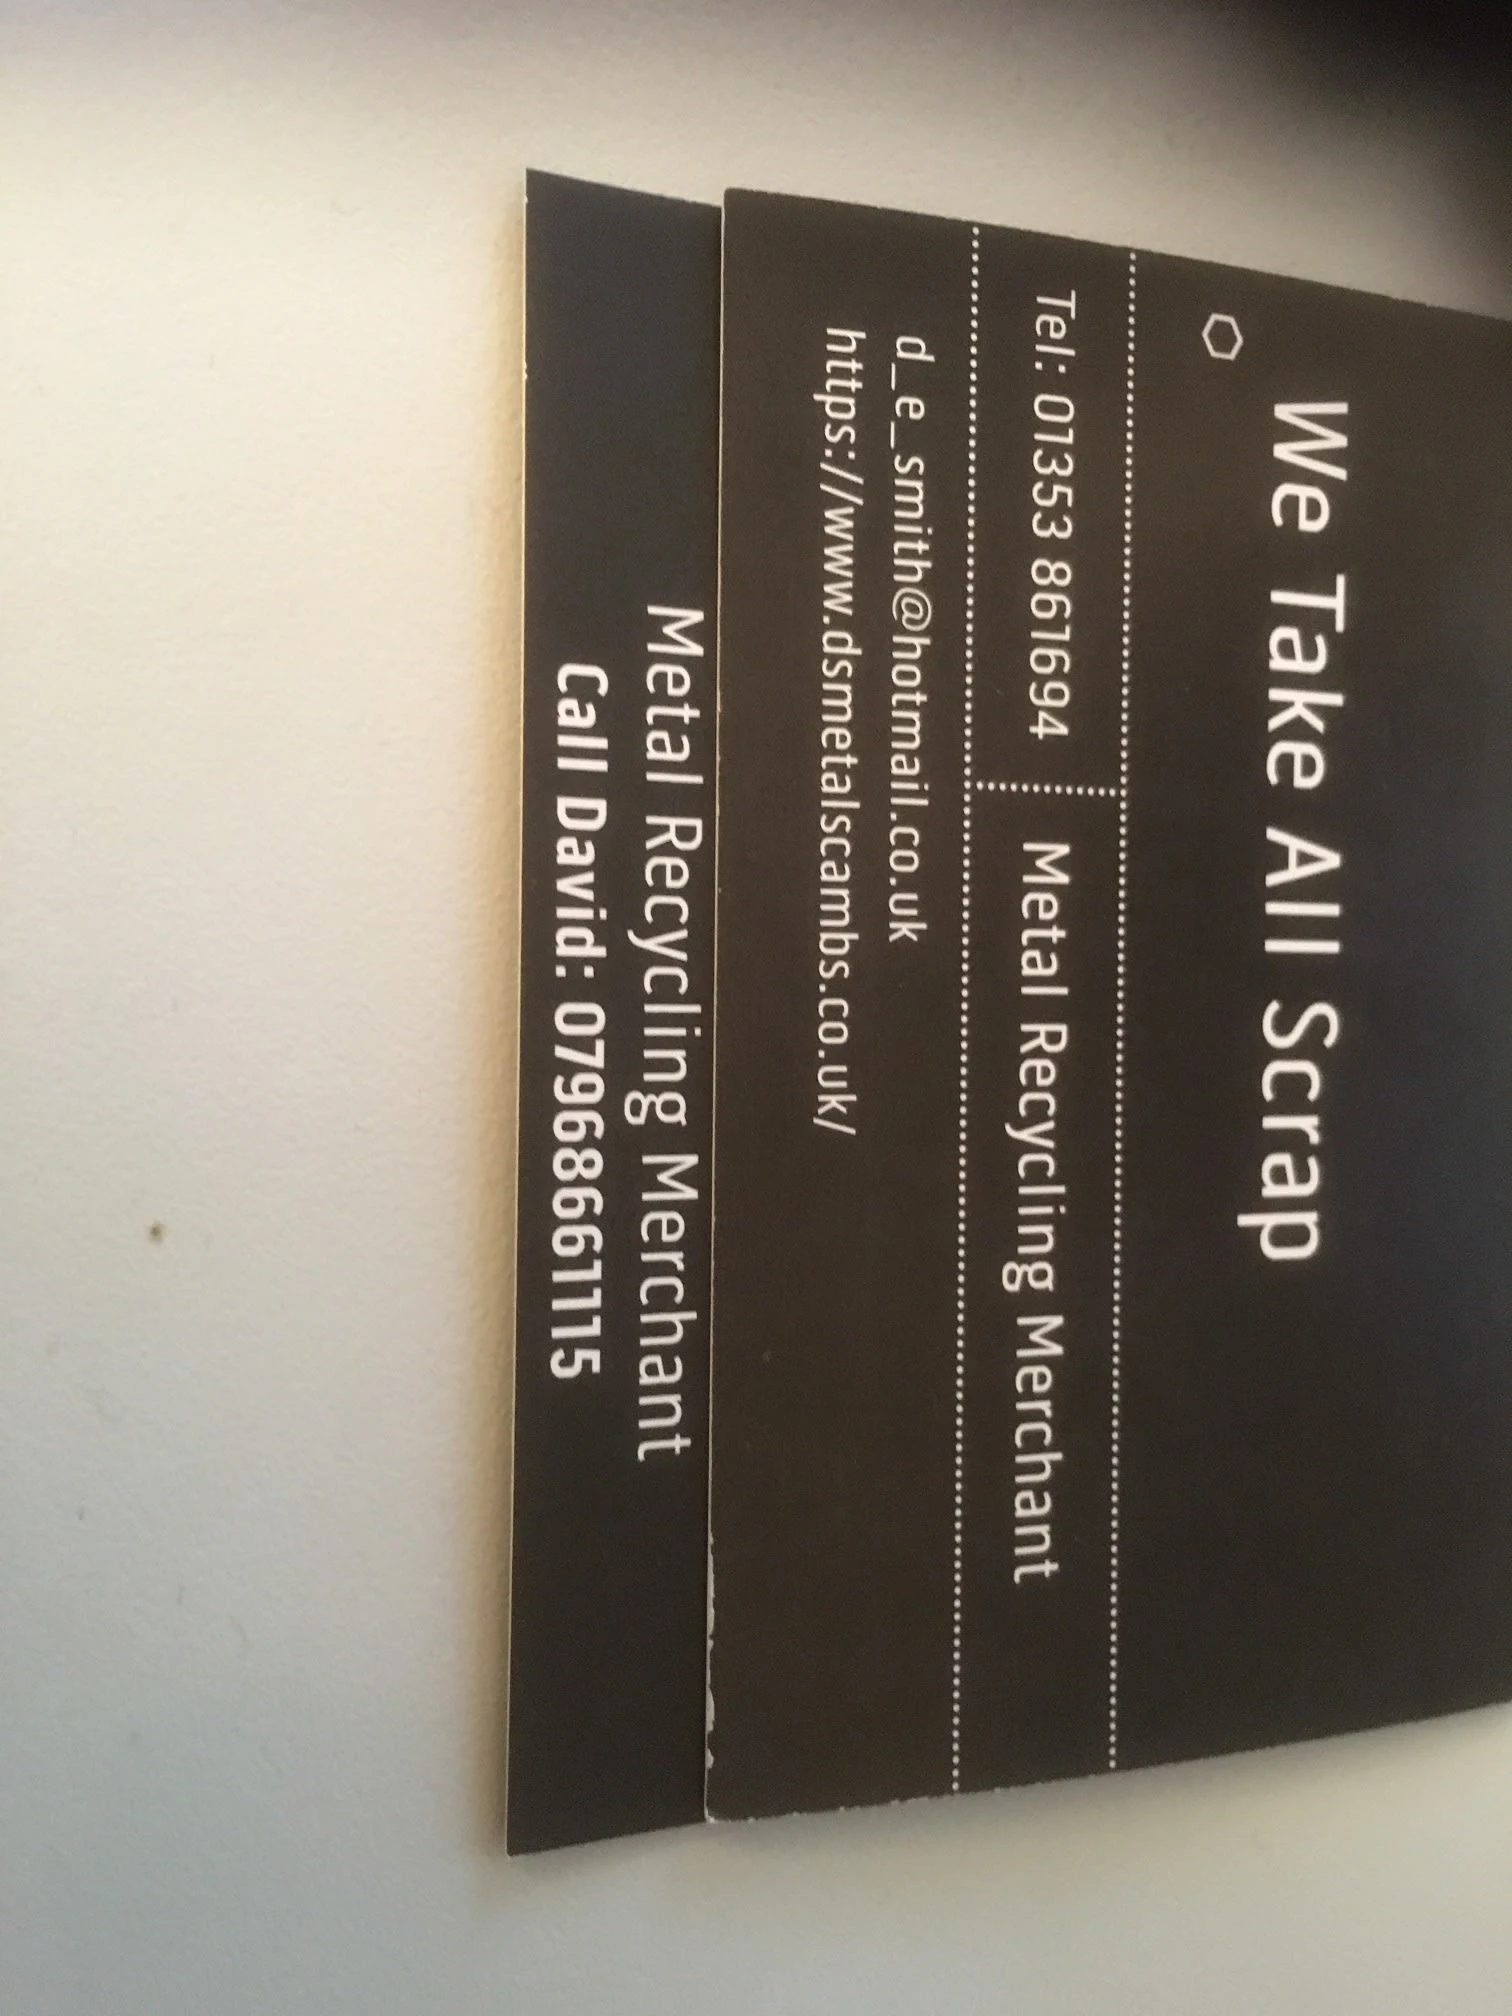 We Take All Scrap
Tel: 01353 861694
Metal Recycling Merchant
d_e_smith@hotmail.co.uk
https://www.dsmetalscambs.co.uk/
Metal Recycling Merchant
Call David: 07968661115